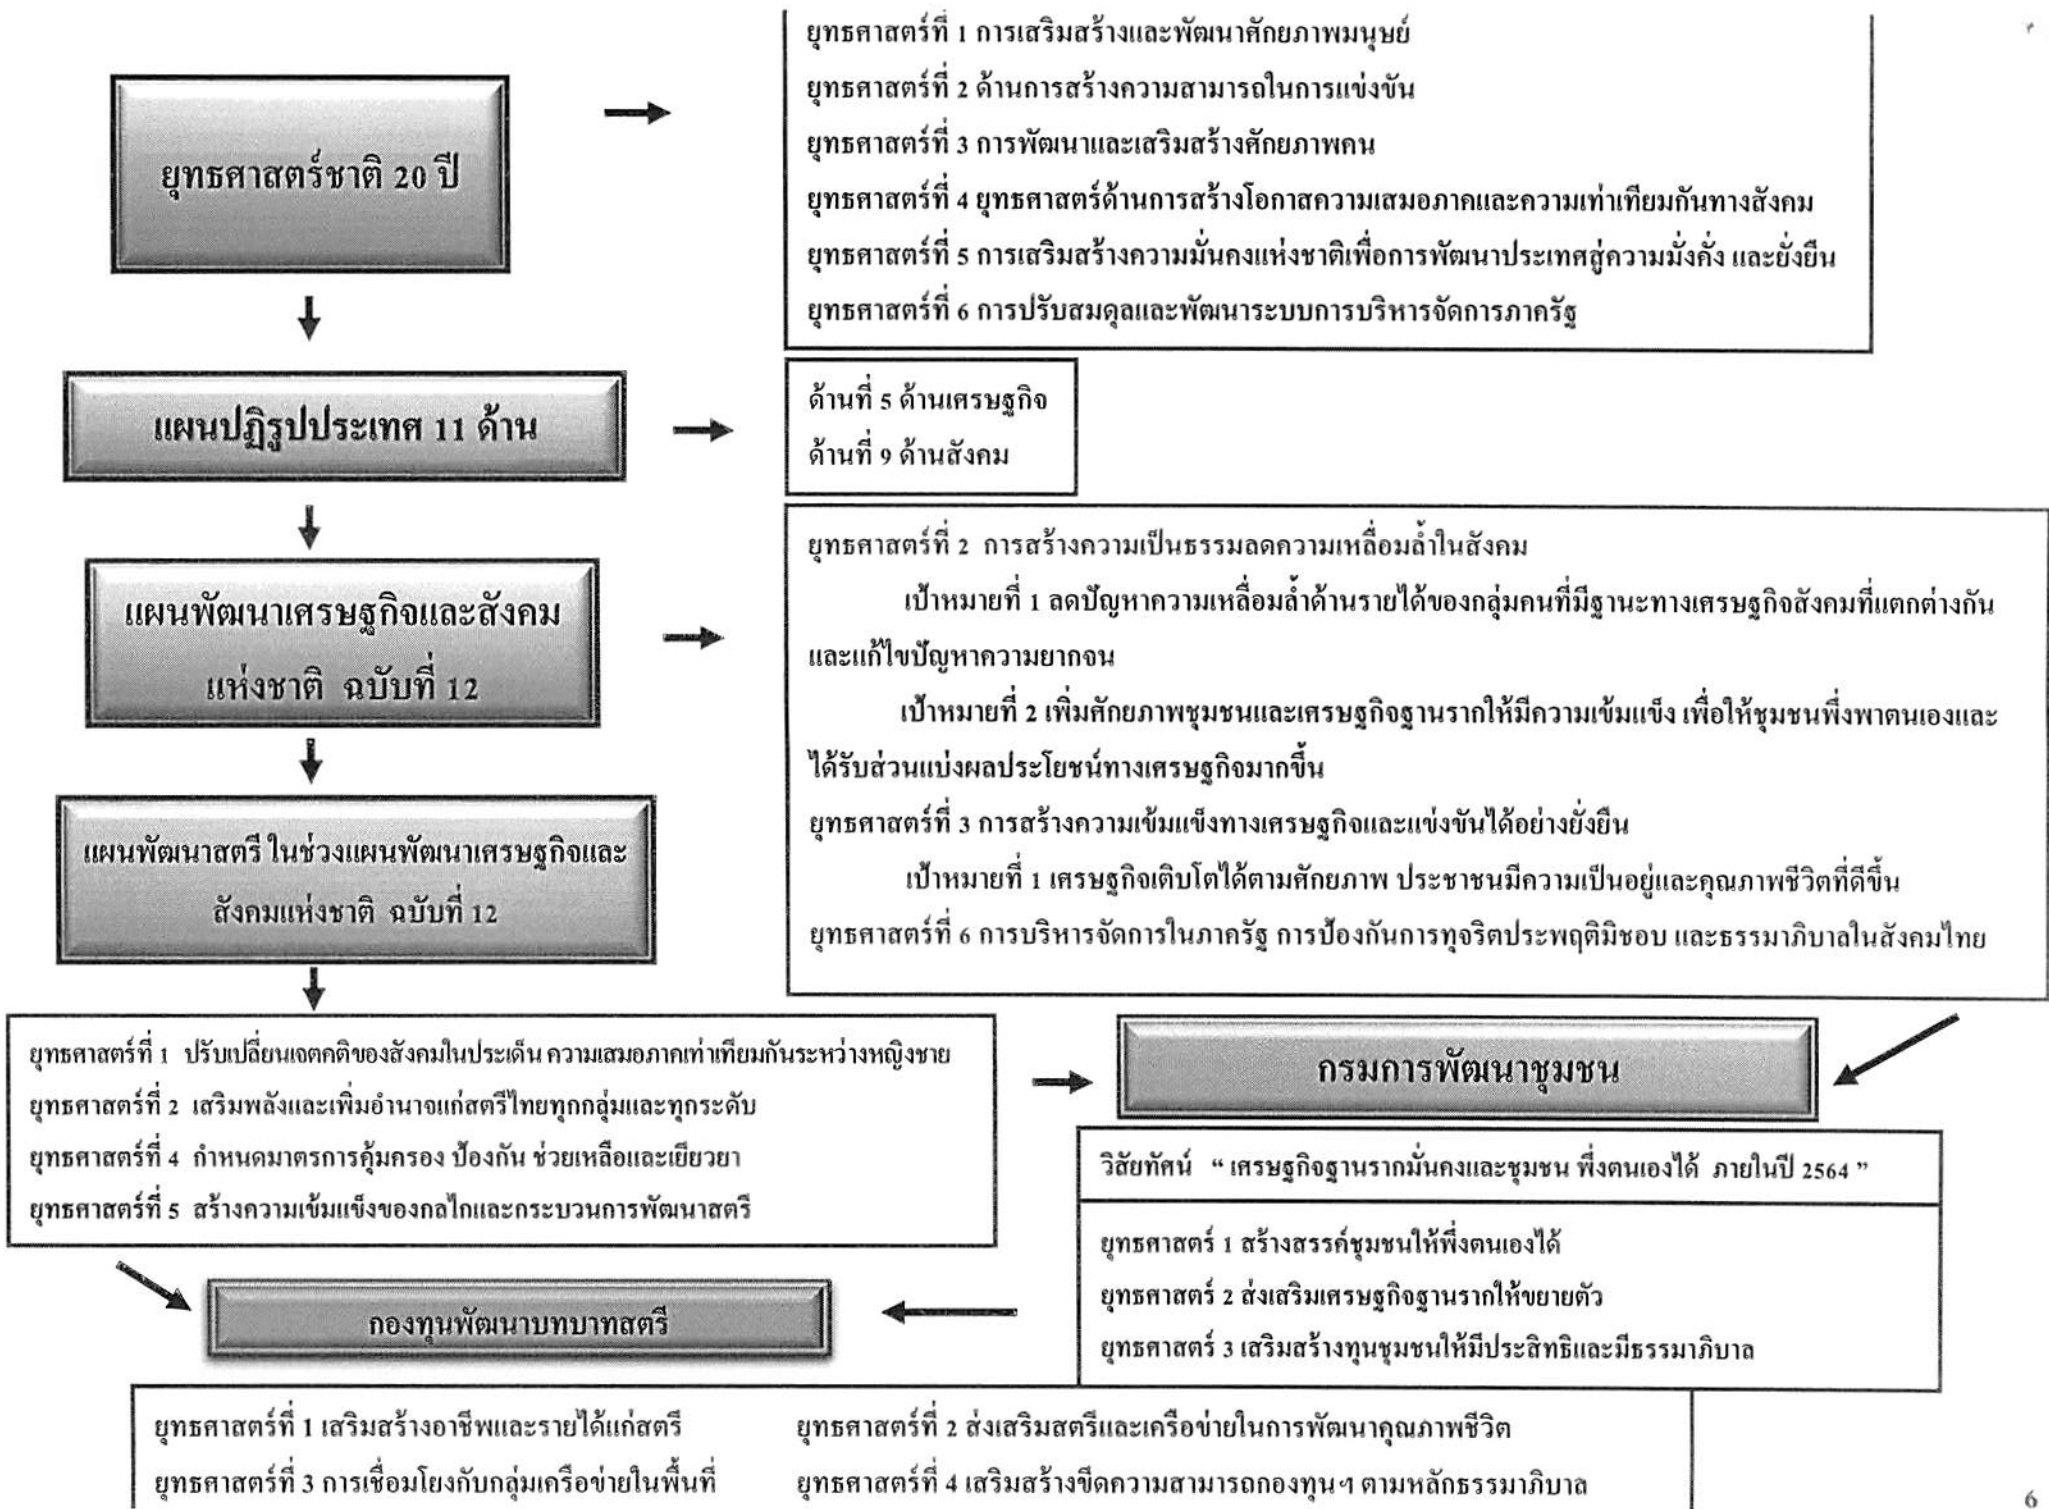 ยุทธศาสตร์ชาติ 20 ปี
ยุทธศาสตร์ที่ 1 การเสริมสร้างและพัฒนาศักยภาพมนุษย์
ยุทธศาสตร์ที่ 2 ด้านการสร้างความสามารถในการแข่งขัน
ยุทธศาสตร์ที่ 3 การพัฒนาและเสริมสร้างศักยภาพคน
ยุทธศาสตร์ที่ 4 ยุทธศาสตร์ด้านการสร้างโอกาสความเสมอภาคและความเท่าเทียมกันทางสังคม
ยุทธศาสตร์ที่ 5 การเสริมสร้างความมั่นคงแห่งชาติเพื่อการพัฒนาประเทศสู่ความมั่งคั่ง และยั่งยืน
ยุทธศาสตร์ที่ 6 การปรับสมดุลและพัฒนาระบบการบริหารจัดการภาครัฐ
แผนปฏิรูปประเทศ 11 ด้าน
ด้านที่ 5 ด้านเศรษฐกิจ
ด้านที่ 9 ด้านสังคม
แผนพัฒนาเศรษฐกิจและสังคม
แห่งชาติ ฉบับที่ 12
ยุทธศาสตร์ที่ 2 การสร้างความเป็นธรรมลดความเหลื่อมล้ำในสังคม
เป้าหมายที่ 1 ลดปัญหาความเหลื่อมล้ำด้านรายได้ของกลุ่มคนที่มีฐานะทางเศรษฐกิจสังคมที่แตกต่างกัน
และแก้ไขปัญหาความยากจน
เป้าหมายที่ 2 เพิ่มศักยภาพชุมชนและเศรษฐกิจฐานรากให้มีความเข้มแข็ง เพื่อให้ชุมชนพึ่งพาตนเองและ
ได้รับส่วนแบ่งผลประโยชน์ทางเศรษฐกิจมากขึ้น
ยุทธศาสตร์ที่ 3 การสร้างความเข้มแข็งทางเศรษฐกิจและแข่งขันได้อย่างยั่งยืน
เป้าหมายที่ 1 เศรษฐกิจเติบโตได้ตามศักยภาพ ประชาชนมีความเป็นอยู่และคุณภาพชีวิตที่ดีขึ้น
ยุทธศาสตร์ที่ 6 การบริหารจัดการในภาครัฐ การป้องกันการทุจริตประพฤติมิชอบ และธรรมาภิบาลในสังคมไทย
แผนพัฒนาสตรี ในช่วงแผนพัฒนาเศรษฐกิจและ
สังคมแห่งชาติ ฉบับที่ 12
ยุทธศาสตร์ที่ 1 ปรับเปลี่ยนเจตคติของสังคมในประเด็น ความเสมอภาคเท่าเทียมกันระหว่างหญิงชาย
ยุทธศาสตร์ที่ 2 เสริมพลังและเพิ่มอำนาจแก่สตรีไทยทุกกลุ่มและทุกระดับ
ยุทธศาสตร์ที่ 4 กำหนดมาตรการคุ้มครอง ป้องกัน ช่วยเหลือและเยียวยา
ยุทธศาสตร์ที่ 5 สร้างความเข้มแข็งของกลไกและกระบวนการพัฒนาสตรี
กรมการพัฒนาชุมชน
วิสัยทัศน์ “ เศรษฐกิจฐานรากมั่นคงและชุมชน พึ่งตนเองได้ ภายในปี 2564 ”
ยุทธศาสตร์ 1 สร้างสรรค์ชุมชนให้พึ่งตนเองได้
ยุทธศาสตร์ 2 ส่งเสริมเศรษฐกิจฐานรากให้ขยายตัว
ยุทธศาสตร์ 3 เสริมสร้างทุนชุมชนให้มีประสิทธิและมีธรรมาภิบาล
กองทุนพัฒนาบทบาทสตรี
ยุทธศาสตร์ที่ 1 เสริมสร้างอาชีพและรายได้แก่สตรี
ยุทธศาสตร์ที่ 2 ส่งเสริมสตรีและเครือข่ายในการพัฒนาคุณภาพชีวิต
ยุทธศาสตร์ที่ 3 การเชื่อมโยงกับกลุ่มเครือข่ายในพื้นที่
ยุทธศาสตร์ที่ 4 เสริมสร้างขีดความสามารถกองทุนฯ ตามหลักธรรมาภิบาล
6